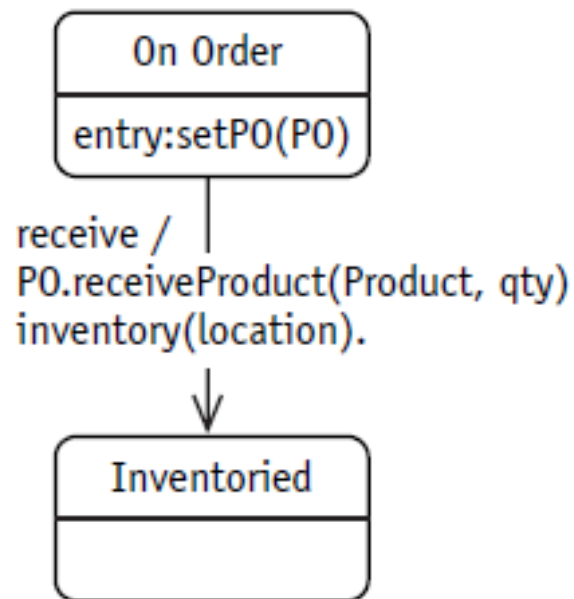 On Order
entry:setPO(PO)
receive /
PO.receiveProduct(Product, qty)
inventory(location).
Inventoried